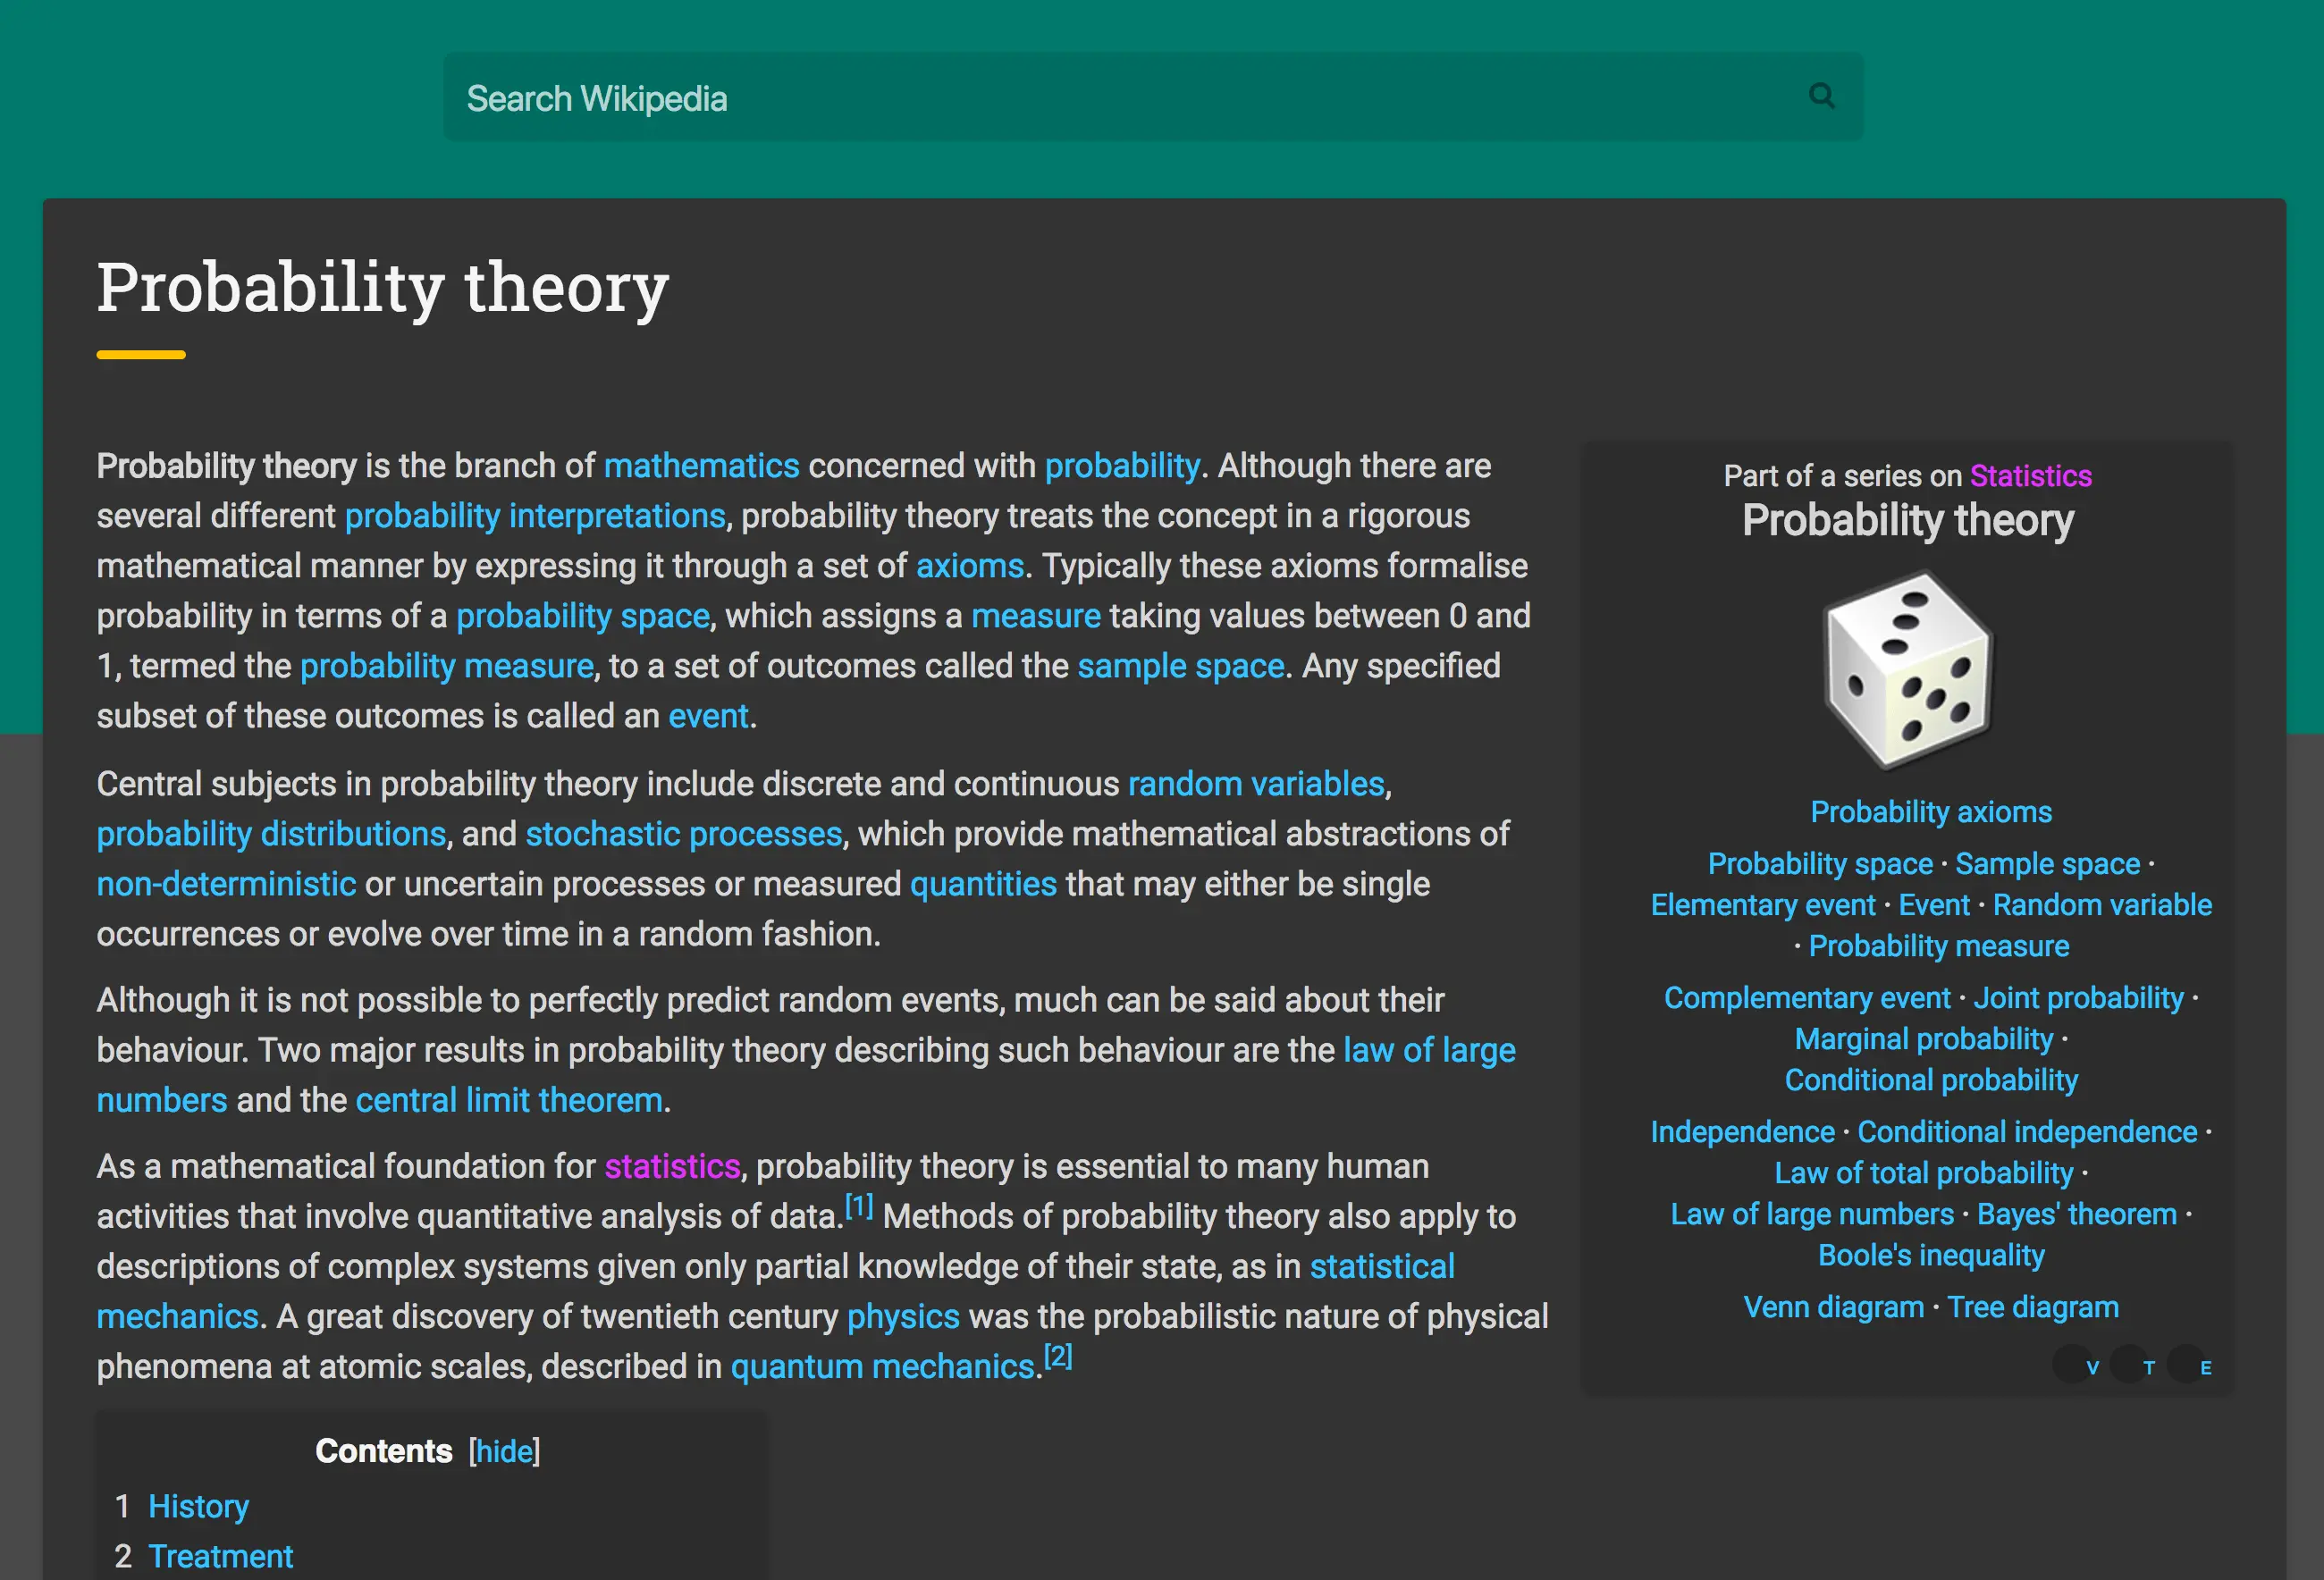 Search Wikipedia
Probability theory
Probability theory is the branch of mathematics concerned with probability. Although there are
several different probability interpretations, probability theory treats the concept in a rigorous
mathematical manner by expressing it through a set of axioms. Typically these axioms formalise
probability in terms of a probability space, which assigns a measure taking values between 0 and
1, termed the probability measure, to a set of outcomes called the sample space. Any specified
subset of these outcomes is called an event.
Central subjects in probability theory include discrete and continuous random variables,
probability distributions, and stochastic processes, which provide mathematical abstractions of
non-deterministic or uncertain processes or measured quantities that may either be single
occurrences or evolve over time in a random fashion.
Although it is not possible to perfectly predict random events, much can be said about their
behaviour. Two major results in probability theory describing such behaviour are the law of large
numbers and the central limit theorem.
As a mathematical foundation for statistics, probability theory is essential to many human
activities that involve quantitative analysis of data.[1] Methods of probability theory also apply to
descriptions of complex systems given only partial knowledge of their state, as in statistical
mechanics. A great discovery of twentieth century physics was the probabilistic nature of physical
phenomena at atomic scales, described in quantum mechanics.[2]
Part of a series on Statistics
Probability theory
Probability axioms
Probability space · Sample space ·
Elementary event · Event · Random variable
· Probability measure
Complementary event · Joint probability ·
Marginal probability ·
Conditional probability
Independence · Conditional independence ·
Law of total probability ·
Law of large numbers · Bayes' theorem ·
Boole's inequality
Venn diagram · Tree diagram
V T E
Contents [hide]
1 History
2 Treatment